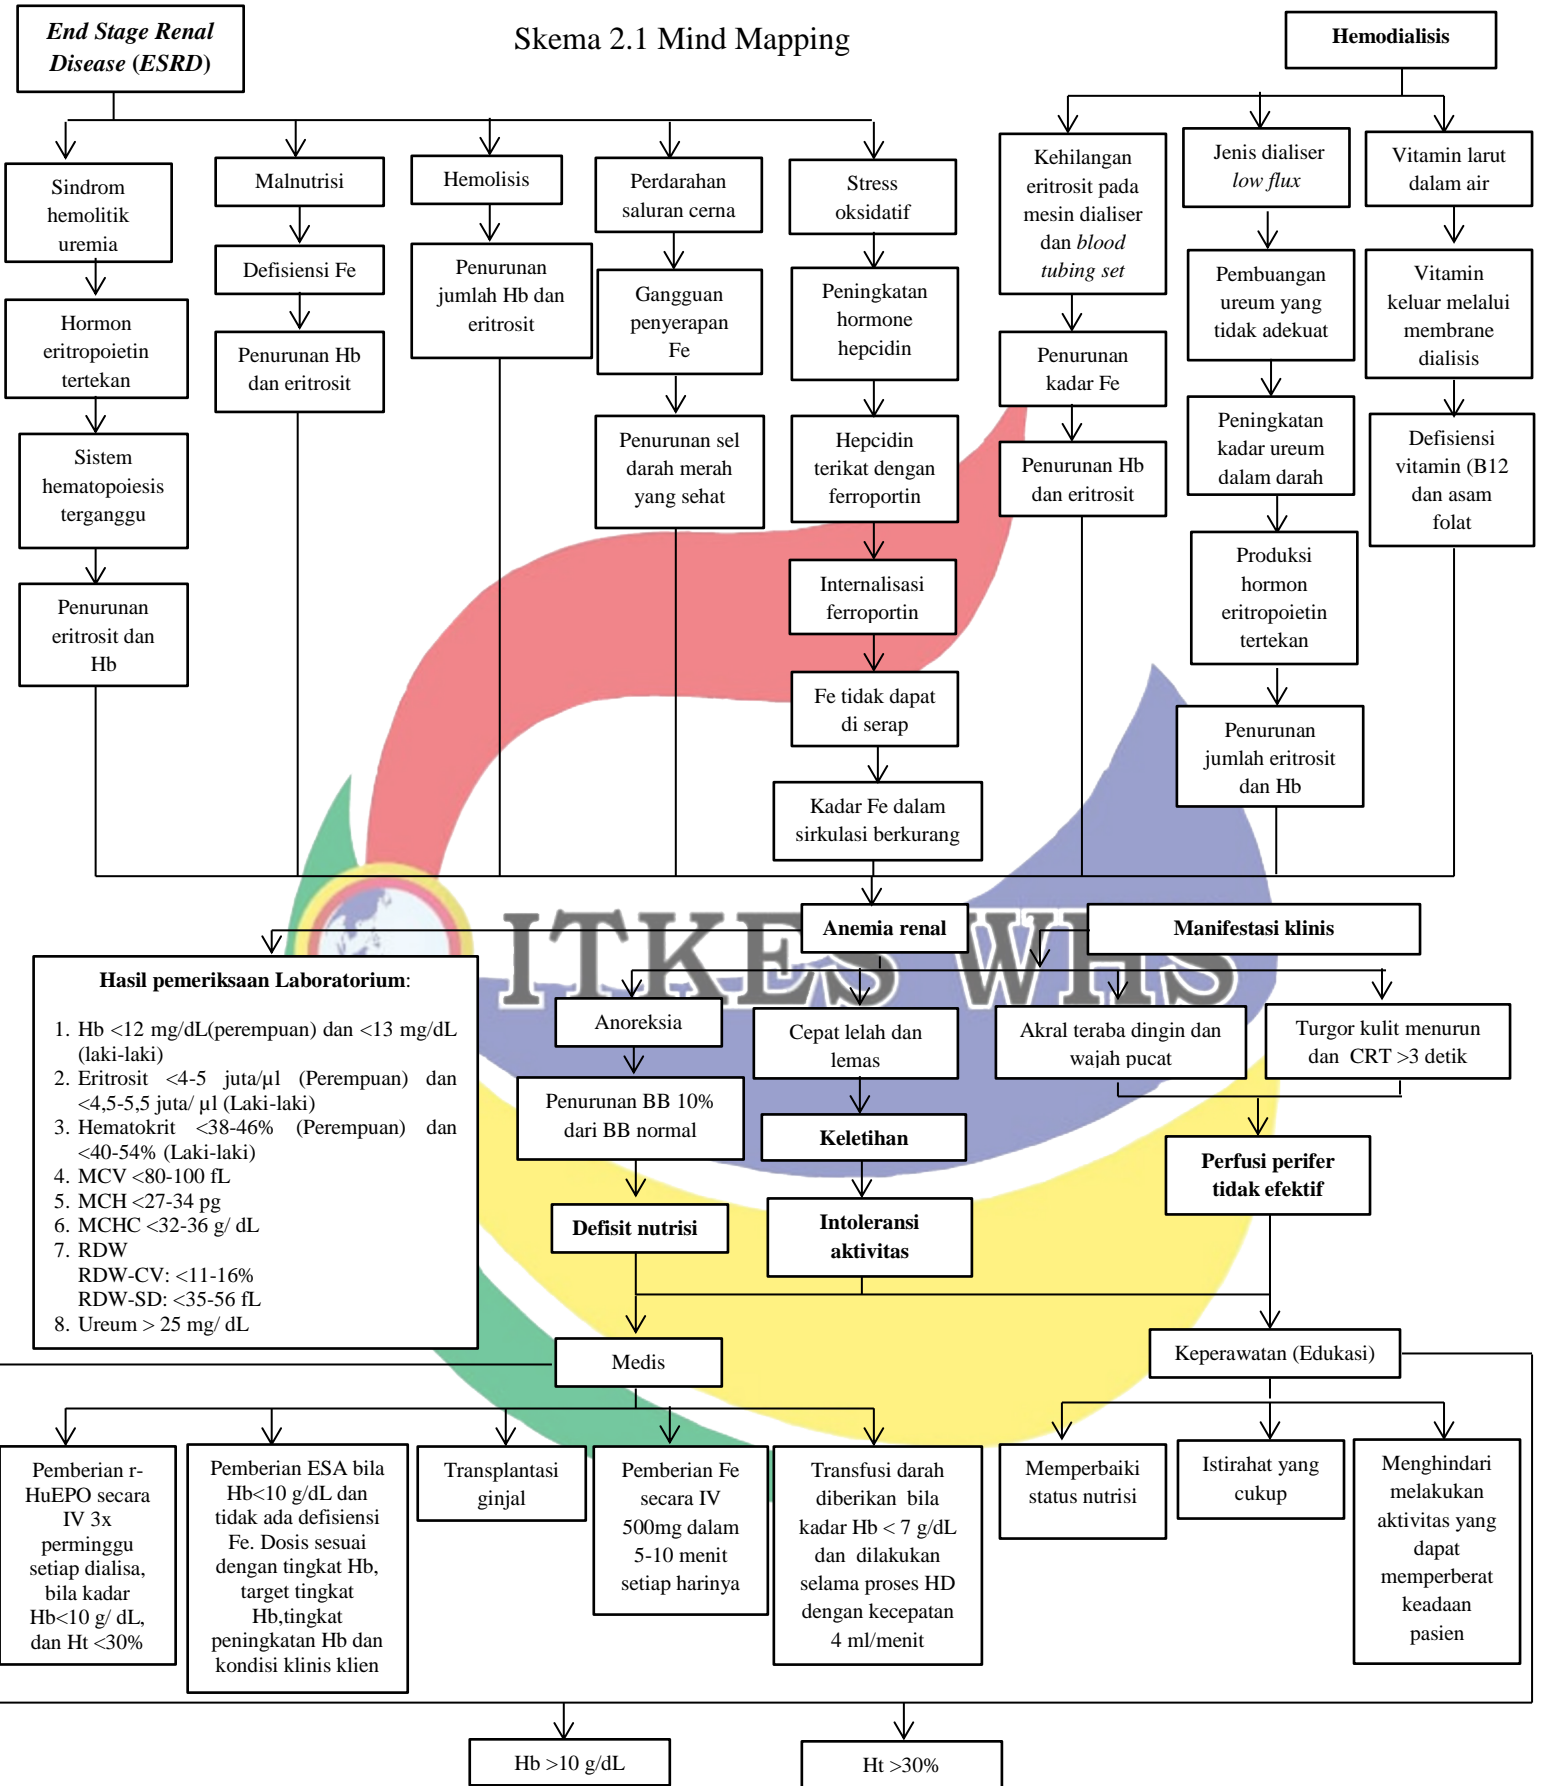 Skema 2.1 Mind Mapping
End Stage Renal
Disease (ESRD)
Hemodialisis
Sindrom
hemolitik
uremia
Hormon
eritropoietin
tertekan
Sistem
hematopoiesis
terganggu
Penurunan
eritrosit dan
Hb
Malnutrisi
Defisiensi Fe
Penurunan Hb
dan eritrosit
Hemolisis
Penurunan
jumlah Hb dan
eritrosit
Perdarahan
saluran cerna
Gangguan
penyerapan
Fe
Penurunan sel
darah merah
yang sehat
Stress
oksidatif
Peningkatan
hormone
hepcidin
Hepcidin
terikat dengan
ferroportin
Internalisasi
ferroportin
Fe tidak dapat
di serap
Kadar Fe dalam
sirkulasi berkurang
Kehilangan
eritrosit pada
mesin dialiser
dan blood
tubing set
Penurunan
kadar Fe
Penurunan Hb
dan eritrosit
Jenis dialiser
low flux
Pembuangan
ureum yang
tidak adekuat
Peningkatan
kadar ureum
dalam darah
Produksi
hormon
eritropoietin
tertekan
Penurunan
jumlah eritrosit
dan Hb
Vitamin larut
dalam air
Vitamin
keluar melalui
membrane
dialisis
Defisiensi
vitamin (B12
dan asam
folat
ITKES WHS
Anemia renal
Manifestasi klinis
Hasil pemeriksaan Laboratorium:
1. Hb <12 mg/dL(perempuan) dan <13 mg/dL
(laki-laki)
2. Eritrosit <4-5 juta/µl (Perempuan) dan
<4,5-5,5 juta/ µl (Laki-laki)
3. Hematokrit <38-46% (Perempuan) dan
<40-54% (Laki-laki)
4. MCV <80-100 fL
5. MCH <27-34 pg
6. MCHC <32-36 g/ dL
7. RDW
RDW-CV: <11-16%
RDW-SD: <35-56 fL
8. Ureum > 25 mg/ dL
Anoreksia
Penurunan BB 10%
dari BB normal
Defisit nutrisi
Cepat lelah dan
lemas
Keletihan
Intoleransi
aktivitas
Akral teraba dingin dan
wajah pucat
Turgor kulit menurun
dan CRT >3 detik
Perfusi perifer
tidak efektif
Medis
Keperawatan (Edukasi)
Pemberian r-
HuEPO secara
IV 3x
perminggu
setiap dialisa,
bila kadar
Hb<10 g/ dL,
dan Ht <30%
Pemberian ESA bila
Hb<10 g/dL dan
tidak ada defisiensi
Fe. Dosis sesuai
dengan tingkat Hb,
target tingkat
Hb,tingkat
peningkatan Hb dan
kondisi klinis klien
Transplantasi
ginjal
Pemberian Fe
secara IV
500mg dalam
5-10 menit
setiap harinya
Transfusi darah
diberikan bila
kadar Hb < 7 g/dL
dan dilakukan
selama proses HD
dengan kecepatan
4 ml/menit
Memperbaiki
status nutrisi
Istirahat yang
cukup
Menghindari
melakukan
aktivitas yang
dapat
memperberat
keadaan
pasien
Hb >10 g/dL
Ht >30%